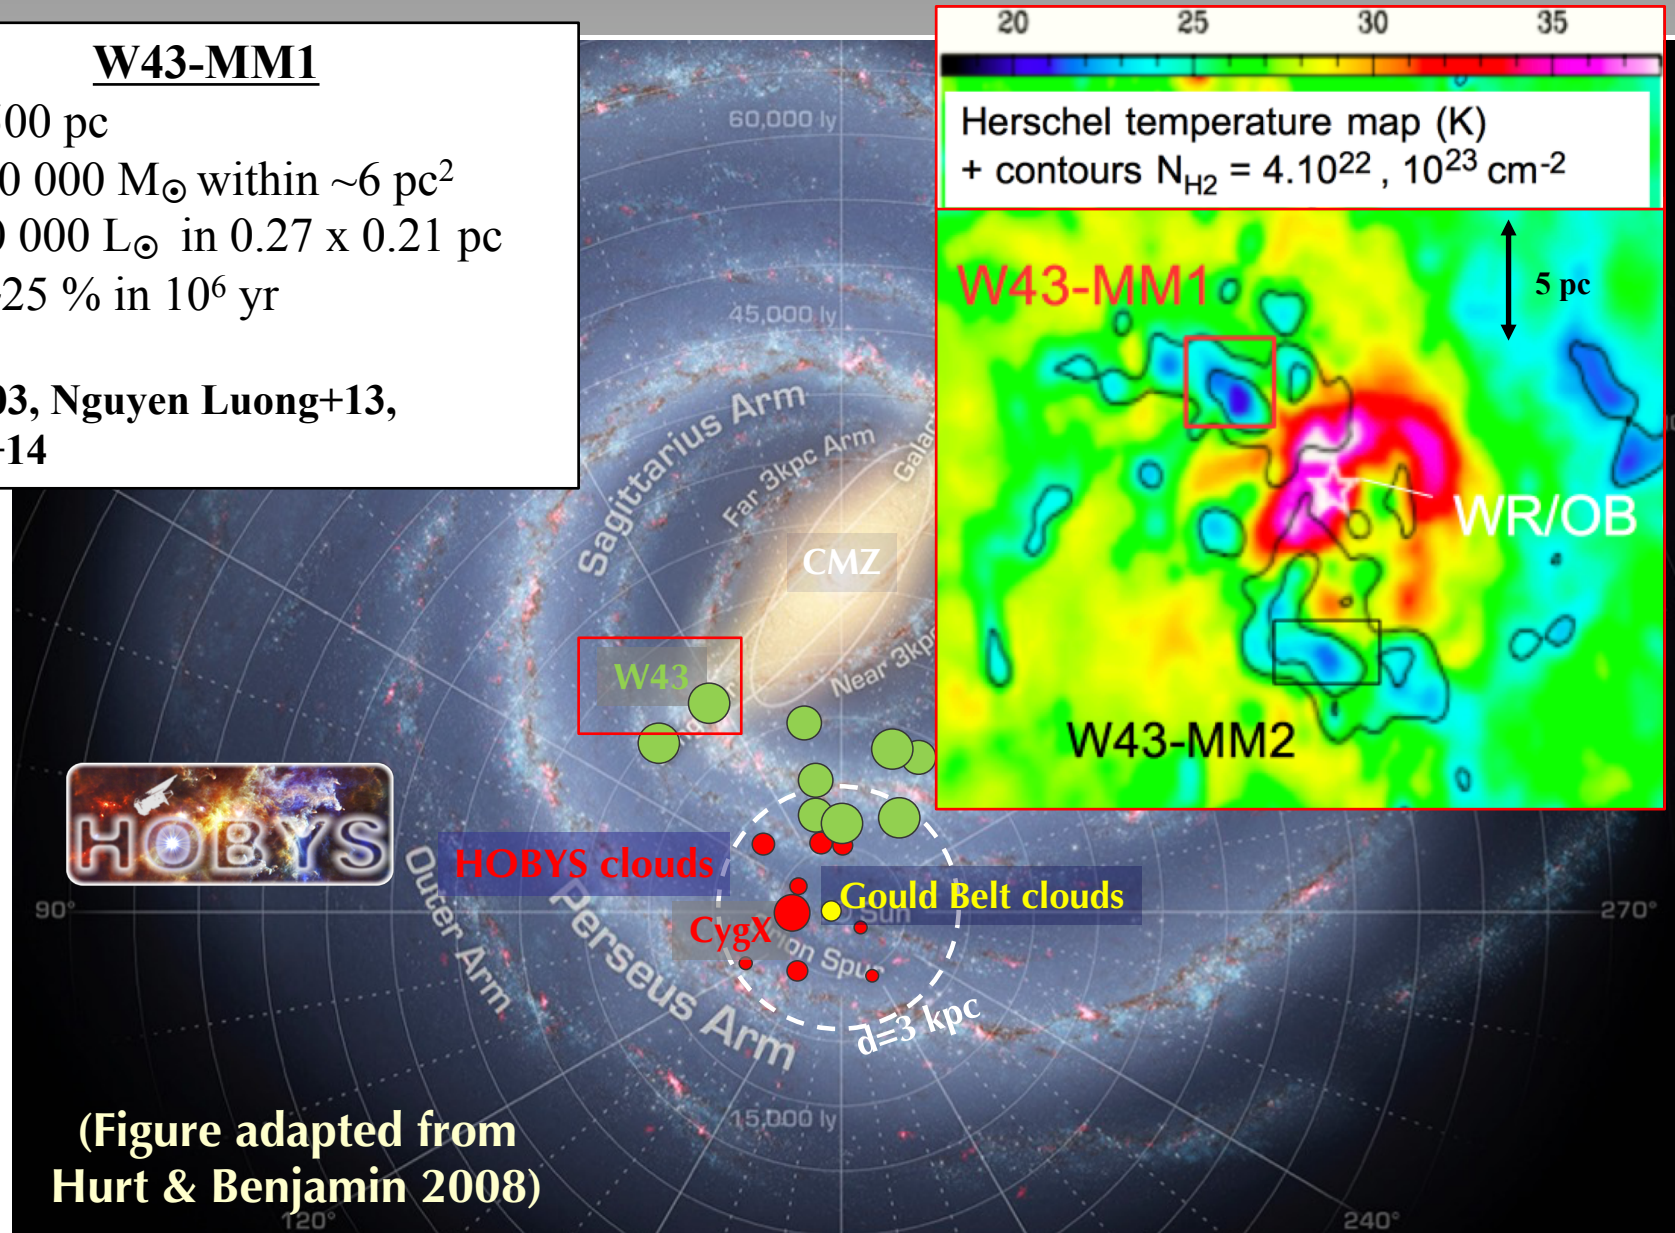 W43-MM1
00 pc
0 000 M☉ within ~6 pc²
0 000 L☉ in 0.27 x 0.21 pc
25 % in 10⁶ yr
03, Nguyen Luong+13,
+14
20 25 30 35
Herschel temperature map (K)
+ contours N_H2 = 4.10²² , 10²³ cm⁻²
W43-MM1
5 pc
WR/OB
W43-MM2
60,000 ly
45,000 ly
Sagittarius Arm
Far 3kpc Arm
CMZ
Near 3kpc
W43
HOBYS
HOBYS clouds
Gould Belt clouds
Sun
CygX
Spur
Outer Arm
Perseus Arm
d=3 kpc
90°
270°
15,000 ly
(Figure adapted from
Hurt & Benjamin 2008)
120°
240°